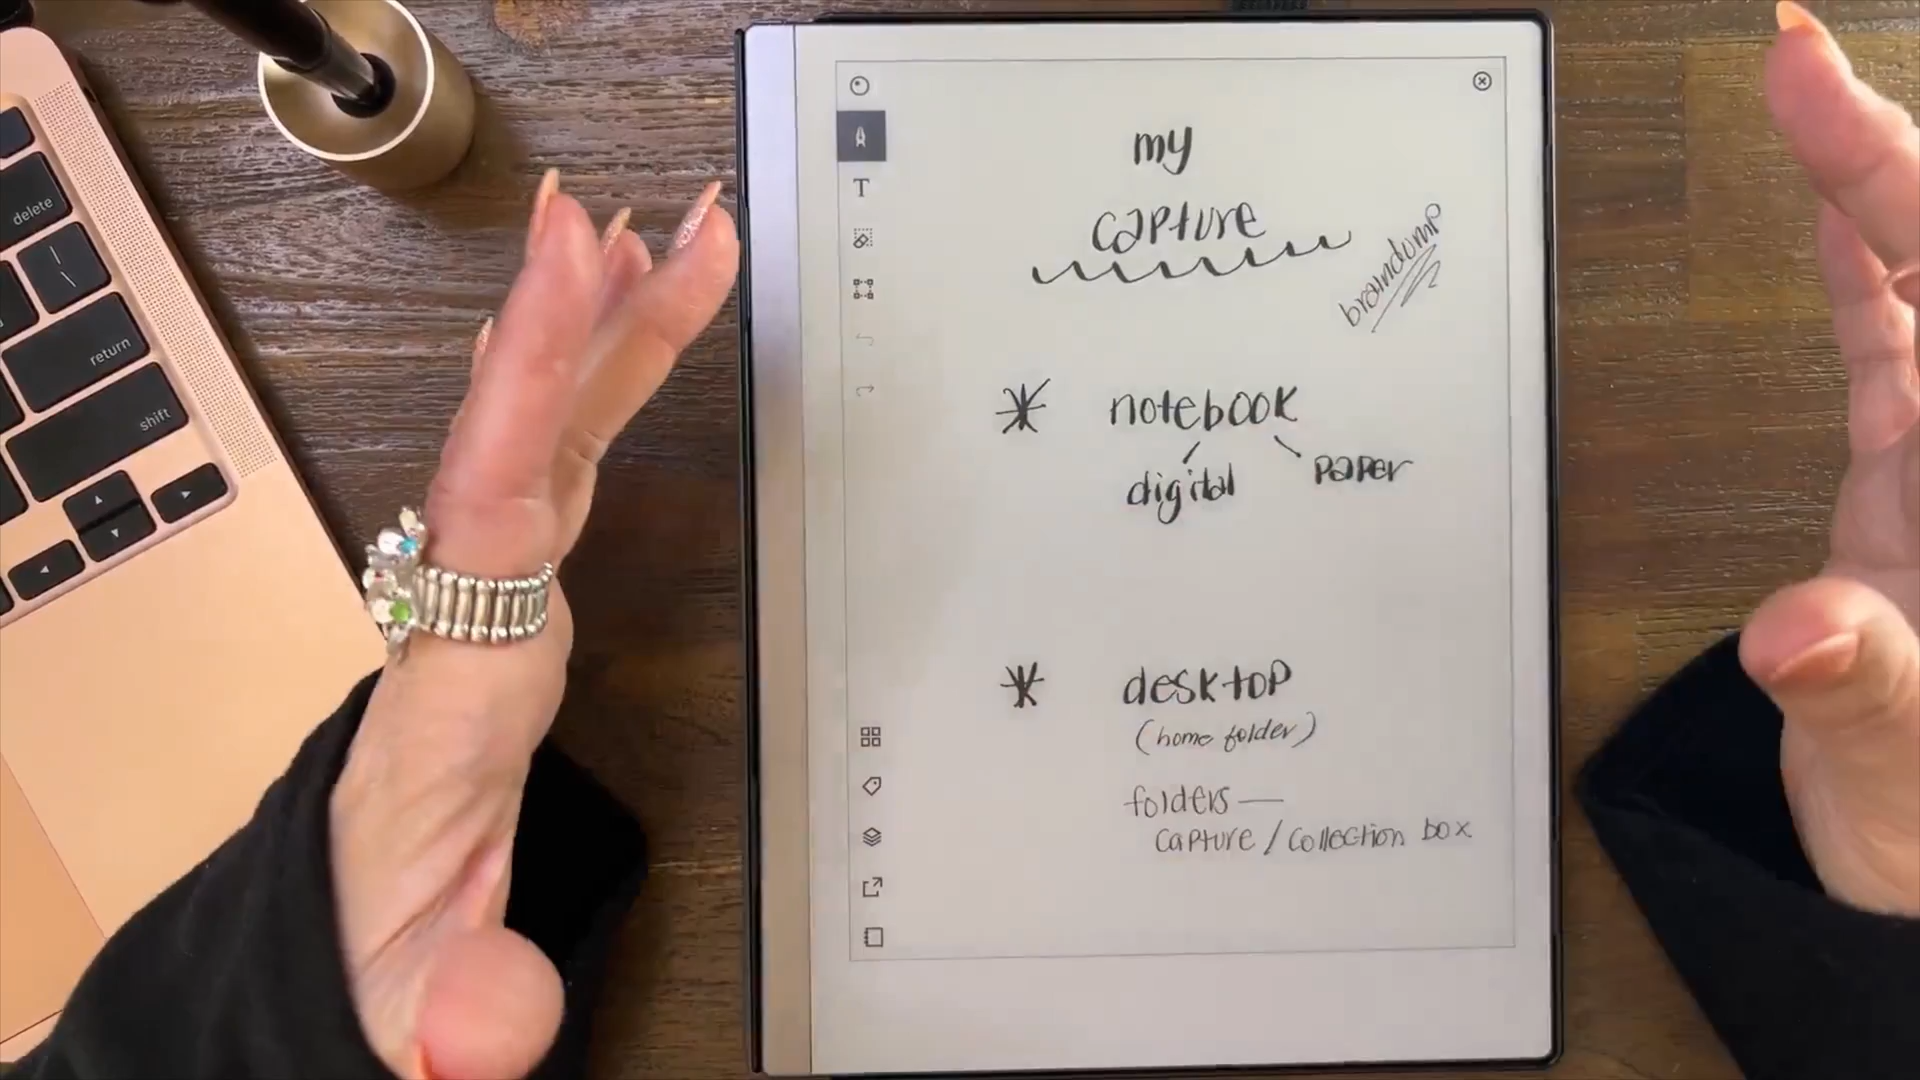 delete
return
shift
T
my
capture
braindump
notebook
digital
paper
desktop
(home folder)
folders —
capture / collection box